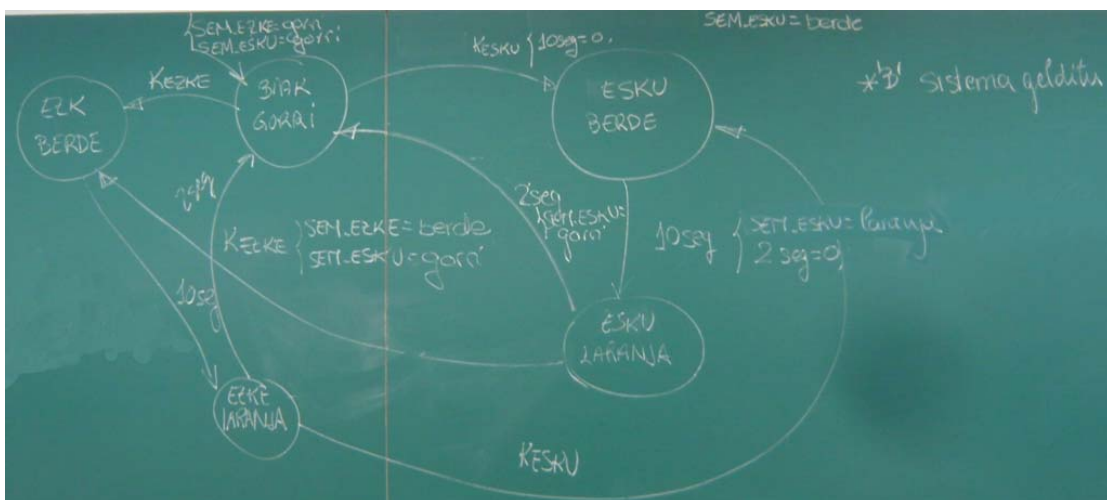 SEM.EZKE=gorri
SEM.ESKU=gorri
SEM.ESKU=berde
KESKU { 10seg=0;
*'B' sistema gelditu
KEZKE
BIAK
GORRI
ESKU
BERDE
EZK
BERDE
2seg
SEM.ESKU=
gorri
KEZKE
SEM.EZKE=berde
SEM.ESKU=gorri
10seg
SEM.ESKU=laranja
2 seg=0;
10seg
ESKU
LARANJA
EZKE
LARANJA
KESKU